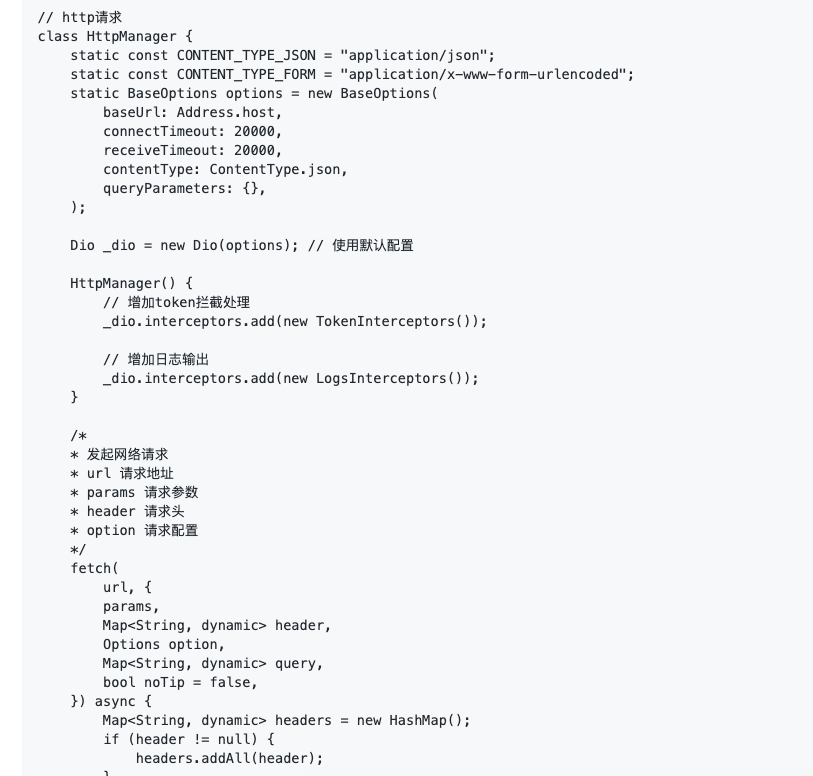 // http请求
class HttpManager {
    static const CONTENT_TYPE_JSON = "application/json";
    static const CONTENT_TYPE_FORM = "application/x-www-form-urlencoded";
    static BaseOptions options = new BaseOptions(
        baseUrl: Address.host,
        connectTimeout: 20000,
        receiveTimeout: 20000,
        contentType: ContentType.json,
        queryParameters: {},
    );
    Dio _dio = new Dio(options); // 使用默认配置
    HttpManager() {
        // 增加token拦截处理
        _dio.interceptors.add(new TokenInterceptors());
        // 增加日志输出
        _dio.interceptors.add(new LogsInterceptors());
    }
    /*
    * 发起网络请求
    * url 请求地址
    * params 请求参数
    * header 请求头
    * option 请求配置
    */
    fetch(
        url, {
        params,
        Map<String, dynamic> header,
        Options option,
        Map<String, dynamic> query,
        bool noTip = false,
    }) async {
        Map<String, dynamic> headers = new HashMap();
        if (header != null) {
            headers.addAll(header);
        }